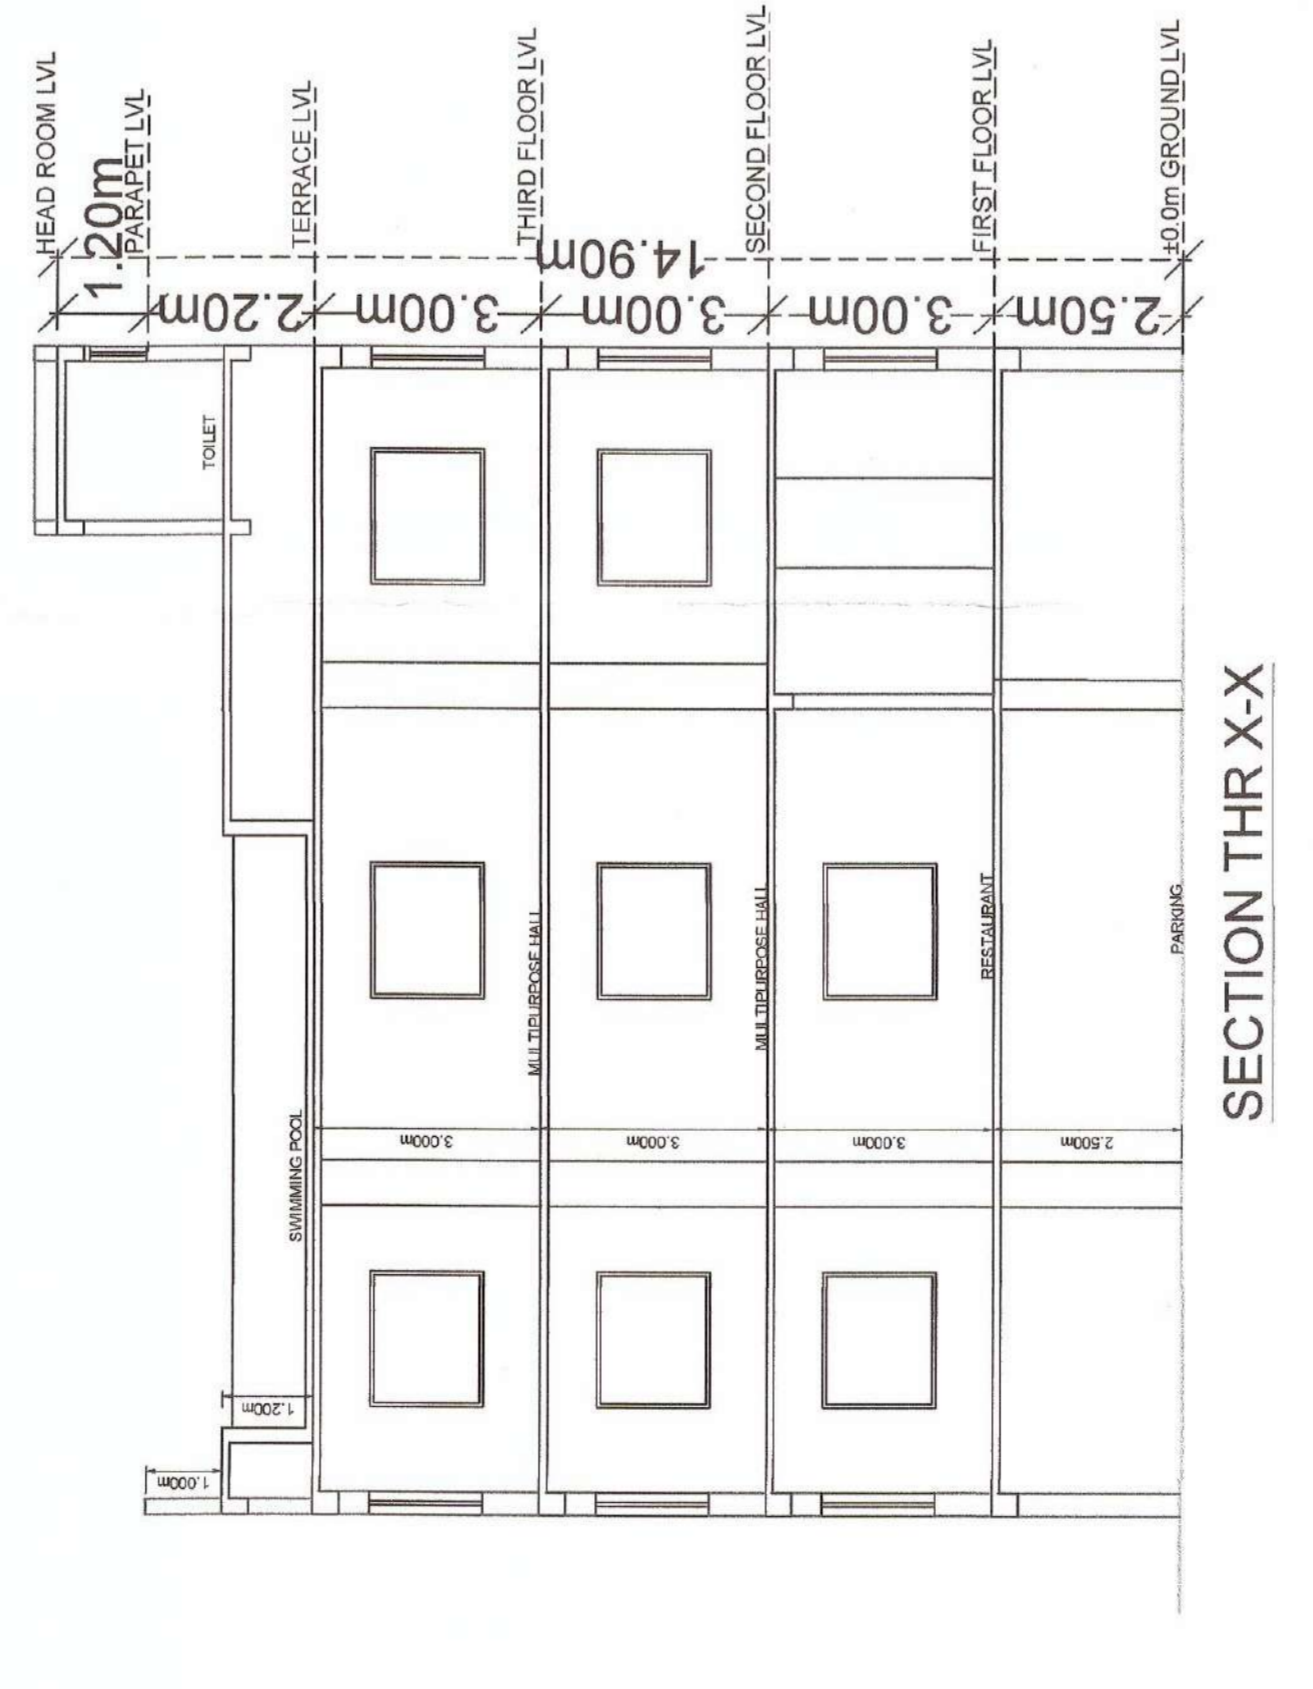 HEAD ROOM LVL
1.20m
PARAPET LVL
2.20m
TERRACE LVL
3.00m
THIRD FLOOR LVL
14.90m
3.00m
SECOND FLOOR LVL
3.00m
FIRST FLOOR LVL
2.50m
±0.0m GROUND LVL
TOILET
SWIMMING POOL
1.000m
1.200m
MULTIPURPOSE HALL
3.000m
MULTIPURPOSE HALL
3.000m
RESTAURANT
3.000m
PARKING
2.500m
SECTION THR X-X